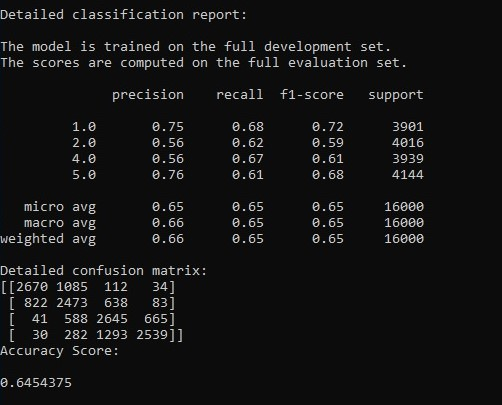 Detailed classification report:
The model is trained on the full development set.
The scores are computed on the full evaluation set.
precision recall f1-score support
1.0 0.75 0.68 0.72 3901
2.0 0.56 0.62 0.59 4016
4.0 0.56 0.67 0.61 3939
5.0 0.76 0.61 0.68 4144
micro avg 0.65 0.65 0.65 16000
macro avg 0.66 0.65 0.65 16000
weighted avg 0.66 0.65 0.65 16000
Detailed confusion matrix:
[[2670 1085 112 34]
[ 822 2473 638 83]
[ 41 588 2645 665]
[ 30 282 1293 2539]]
Accuracy Score:
0.6454375